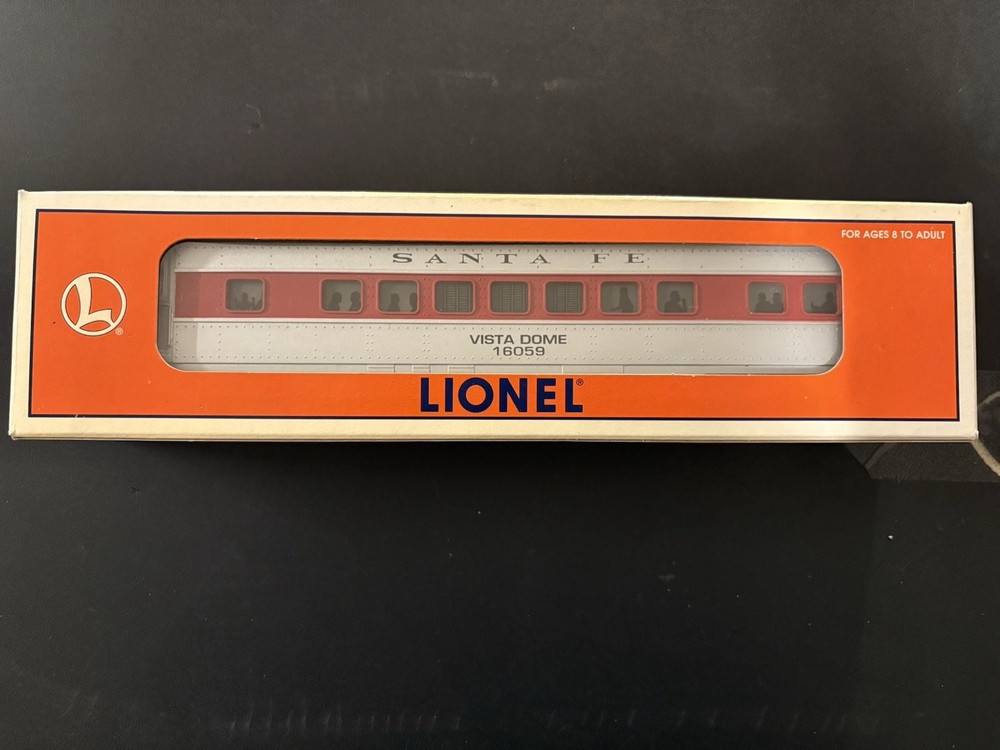 FOR AGES 8 TO ADULT
SANTA FE
L®
VISTA DOME
16059
LIONEL®